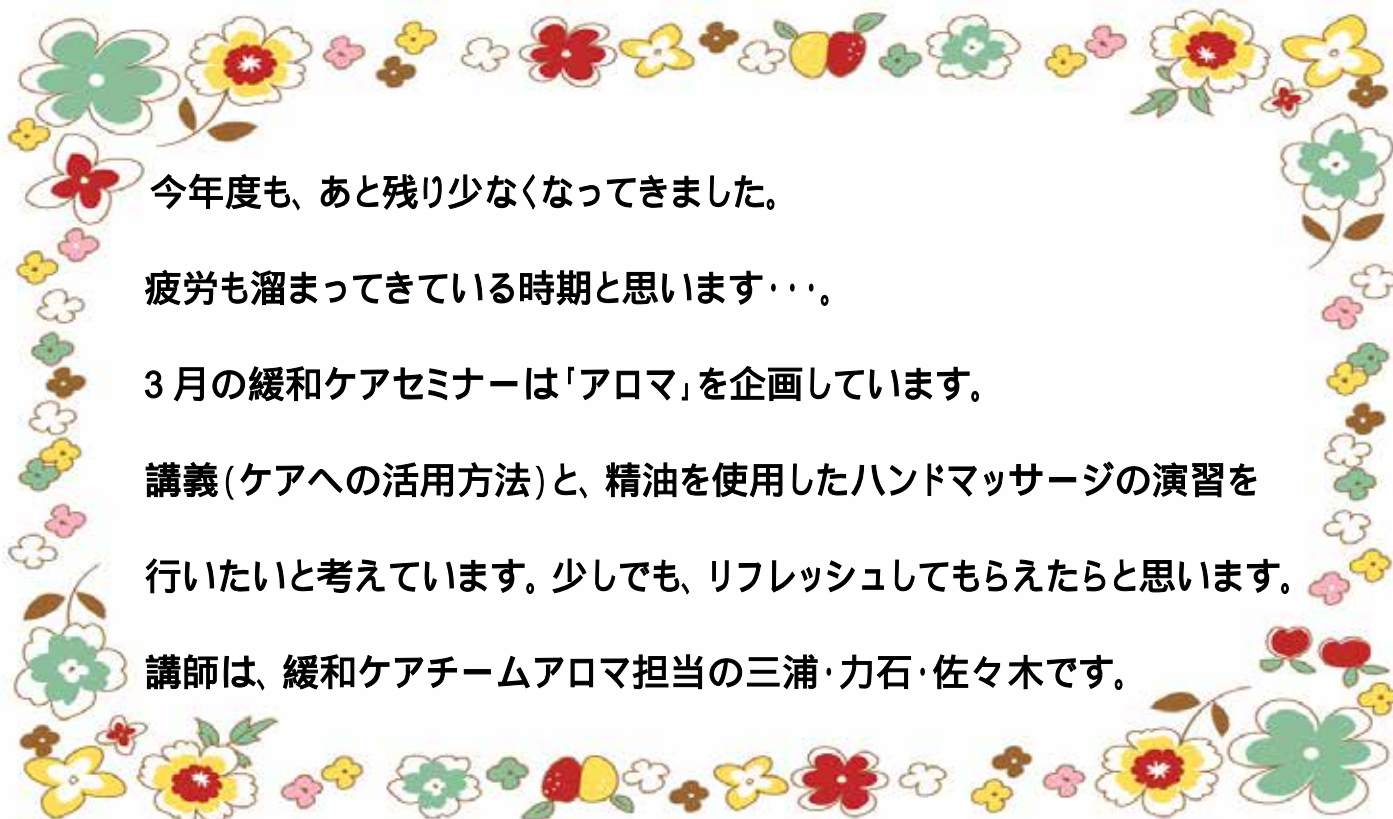 今年度も、あと残り少なくなってきました。
疲労も溜まってきている時期と思います･･･。
3 月の緩和ケアセミナーは「アロマ」を企画しています。
講義(ケアへの活用方法)と、精油を使用したハンドマッサージの演習を
行いたいと考えています。少しでも、リフレッシュしてもらえたらと思います。
講師は、緩和ケアチームアロマ担当の三浦･力石･佐々木です。